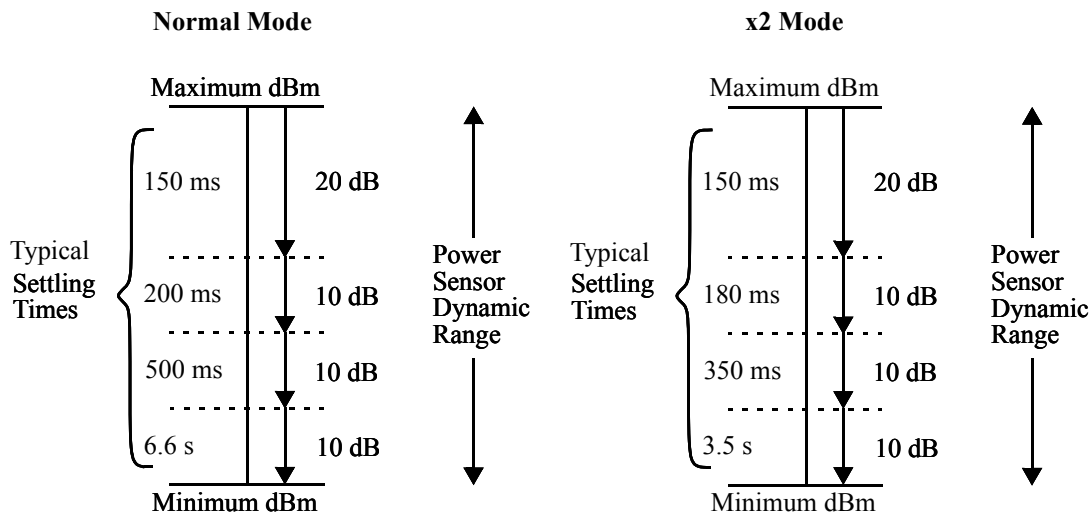 Normal Mode
Maximum dBm
150 ms
20 dB
Typical
Settling
Times
200 ms
10 dB
500 ms
10 dB
6.6 s
10 dB
Minimum dBm
Power
Sensor
Dynamic
Range
x2 Mode
Maximum dBm
150 ms
20 dB
Typical
Settling
Times
180 ms
10 dB
350 ms
10 dB
3.5 s
10 dB
Minimum dBm
Power
Sensor
Dynamic
Range